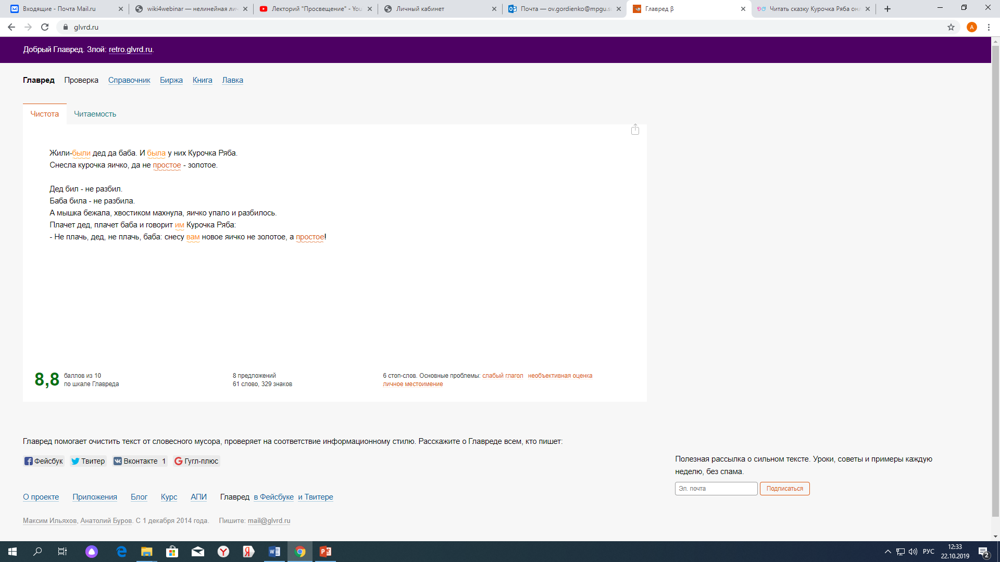 Входящие - Почта Mail.ru
wiki4webinar — нелинейная лич
Лекторий "Просвещение" - You
Личный кабинет
Почта — ov.gordienko@mpgu.s
Главред β
Читать сказку Курочка Ряба онл
glvrd.ru
А
Добрый Главред. Злой: retro.glvrd.ru.
Главред Проверка Справочник Биржа Книга Лавка
Чистота Читаемость
Жили-были дед да баба. И была у них Курочка Ряба.
Снесла курочка яичко, да не простое - золотое.
Дед бил - не разбил.
Баба била - не разбила.
А мышка бежала, хвостиком махнула, яичко упало и разбилось.
Плачет дед, плачет баба и говорит им Курочка Ряба:
- Не плачь, дед, не плачь, баба: снесу вам новое яичко не золотое, а простое!
8,8
баллов из 10
по шкале Главреда
8 предложений
61 слово, 329 знаков
6 стоп-слов. Основные проблемы: слабый глагол необъективная оценка
личное местоимение
Главред помогает очистить текст от словесного мусора, проверяет на соответствие информационному стилю. Расскажите о Главреде всем, кто пишет:
Фейсбук Твитер Вконтакте 1 Гугл-плюс
Полезная рассылка о сильном тексте. Уроки, советы и примеры каждую
неделю, без спама.
Эл. почта Подписаться
О проекте Приложения Блог Курс АПИ Главред в Фейсбуке и Твитере
Максим Ильяхов, Анатолий Буров. С 1 декабря 2014 года. Пишите: mail@glvrd.ru
РУС
12:33
22.10.2019
2